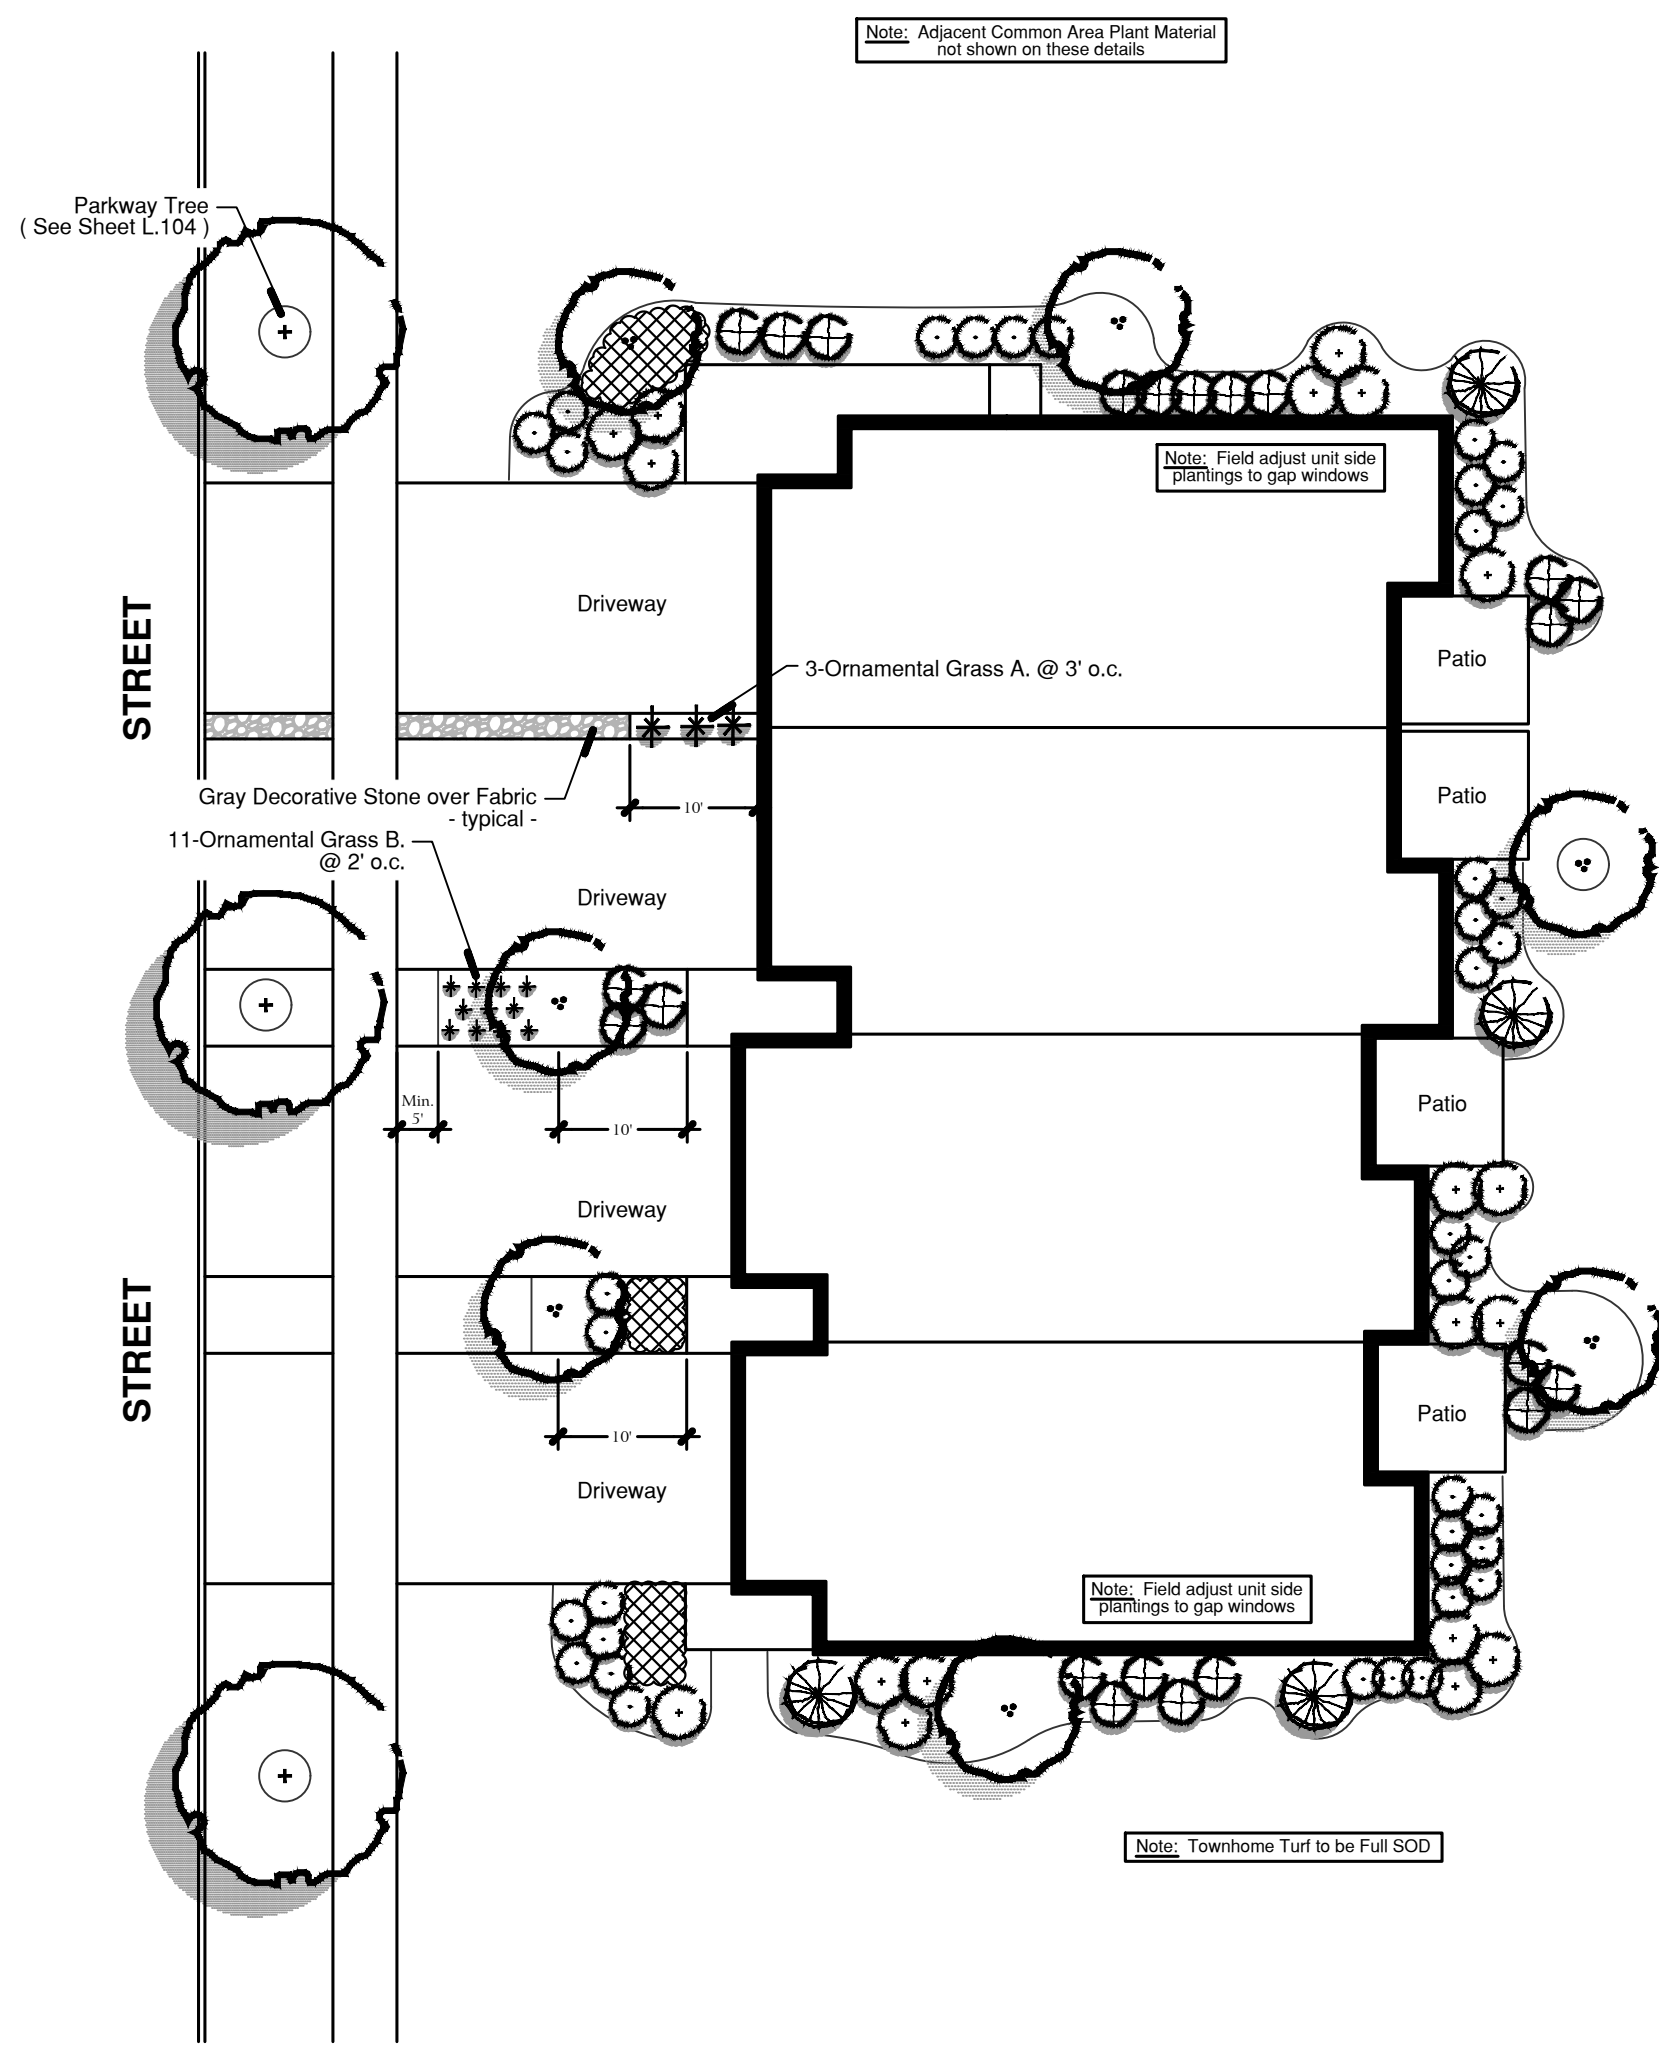 Note: Adjacent Common Area Plant Material
not shown on these details
Parkway Tree
( See Sheet L.104 )
Note: Field adjust unit side
plantings to gap windows
Driveway
STREET
Patio
3-Ornamental Grass A. @ 3' o.c.
Patio
Gray Decorative Stone over Fabric
- typical -
10'
11-Ornamental Grass B.
@ 2' o.c.
Driveway
Min.
5'
10'
Patio
Driveway
STREET
10'
Patio
Driveway
Note: Field adjust unit side
plantings to gap windows
Note: Townhome Turf to be Full SOD